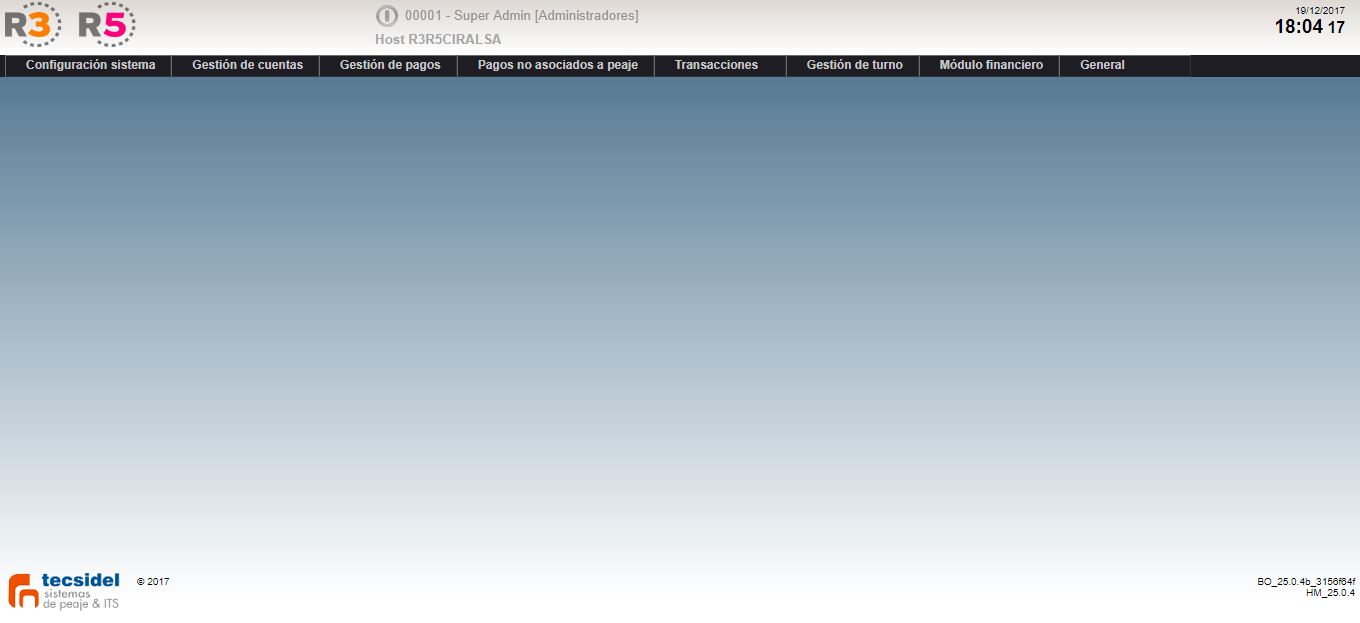 R3 R5
00001 - Super Admin [Administradores]
Host R3R5CIRALSA
19/12/2017
18:04 17
Configuración sistema Gestión de cuentas Gestión de pagos Pagos no asociados a peaje Transacciones Gestión de turno Módulo financiero General
tecsidel
sistemas
de peaje & ITS
© 2017
BO_25.0.4b_3156f64f
HM_25.0.4